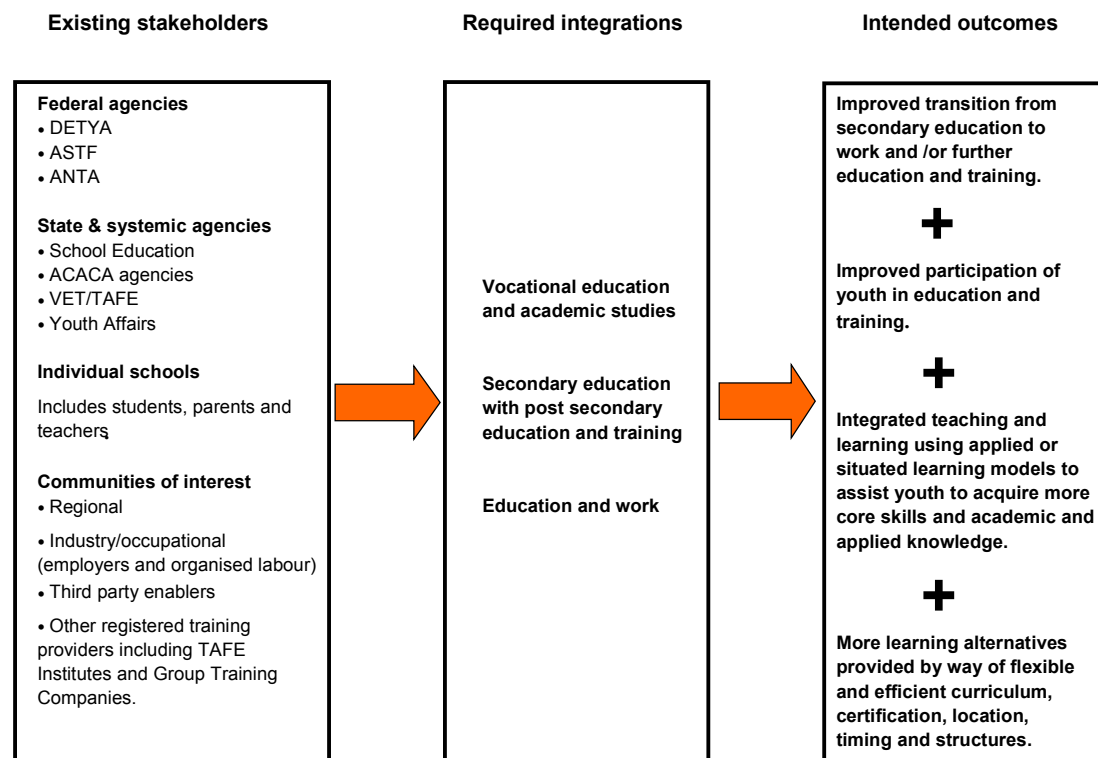 Existing stakeholders
Required integrations
Intended outcomes
Federal agencies
• DETYA
• ASTF
• ANTA
State & systemic agencies
• School Education
• ACACA agencies
• VET/TAFE
• Youth Affairs
Individual schools
Includes students, parents and
teachers.
Communities of interest
• Regional
• Industry/occupational
(employers and organised labour)
• Third party enablers
• Other registered training
providers including TAFE
Institutes and Group Training
Companies.
Vocational education
and academic studies
Secondary education
with post secondary
education and training
Education and work
Improved transition from
secondary education to
work and /or further
education and training.
+
Improved participation of
youth in education and
training.
+
Integrated teaching and
learning using applied or
situated learning models to
assist youth to acquire more
core skills and academic and
applied knowledge.
+
More learning alternatives
provided by way of flexible
and efficient curriculum,
certification, location,
timing and structures.